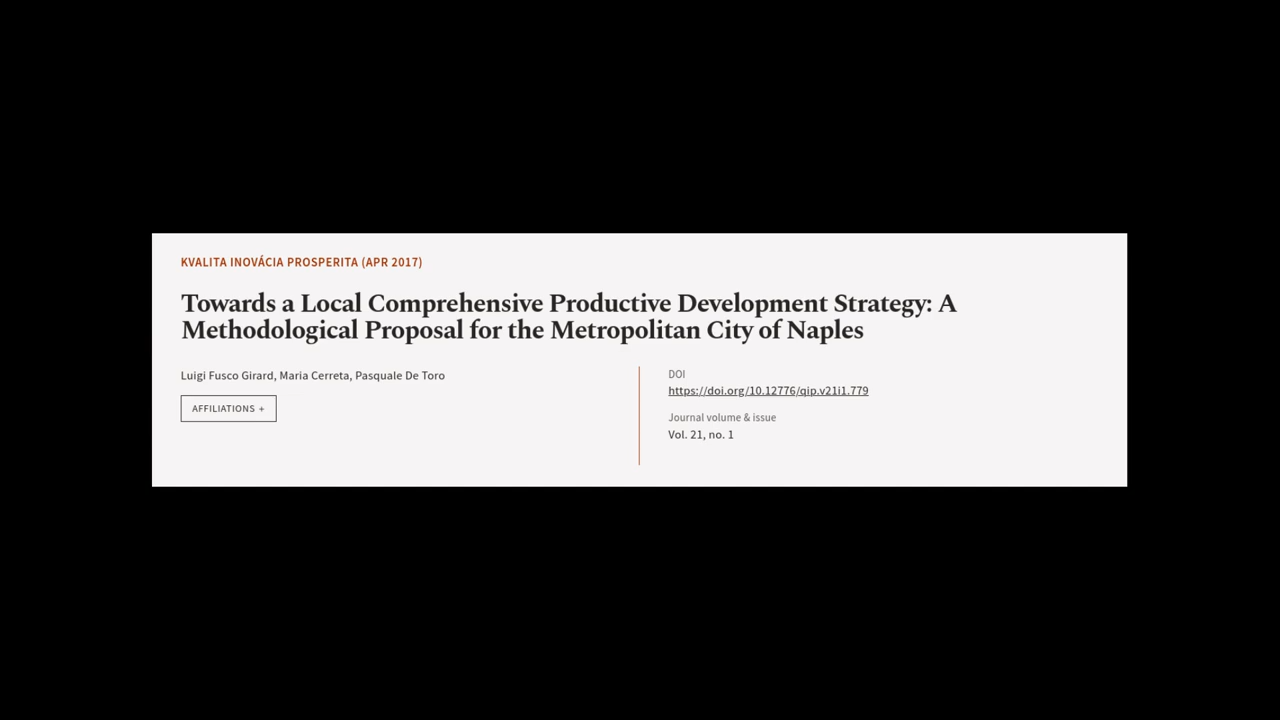 KVALITA INOVÁCIA PROSPERITA (APR 2017)
Towards a Local Comprehensive Productive Development Strategy: A
Methodological Proposal for the Metropolitan City of Naples
Luigi Fusco Girard, Maria Cerreta, Pasquale De Toro
AFFILIATIONS +
DOI
https://doi.org/10.12776/qip.v21i1.779
Journal volume & issue
Vol. 21, no. 1